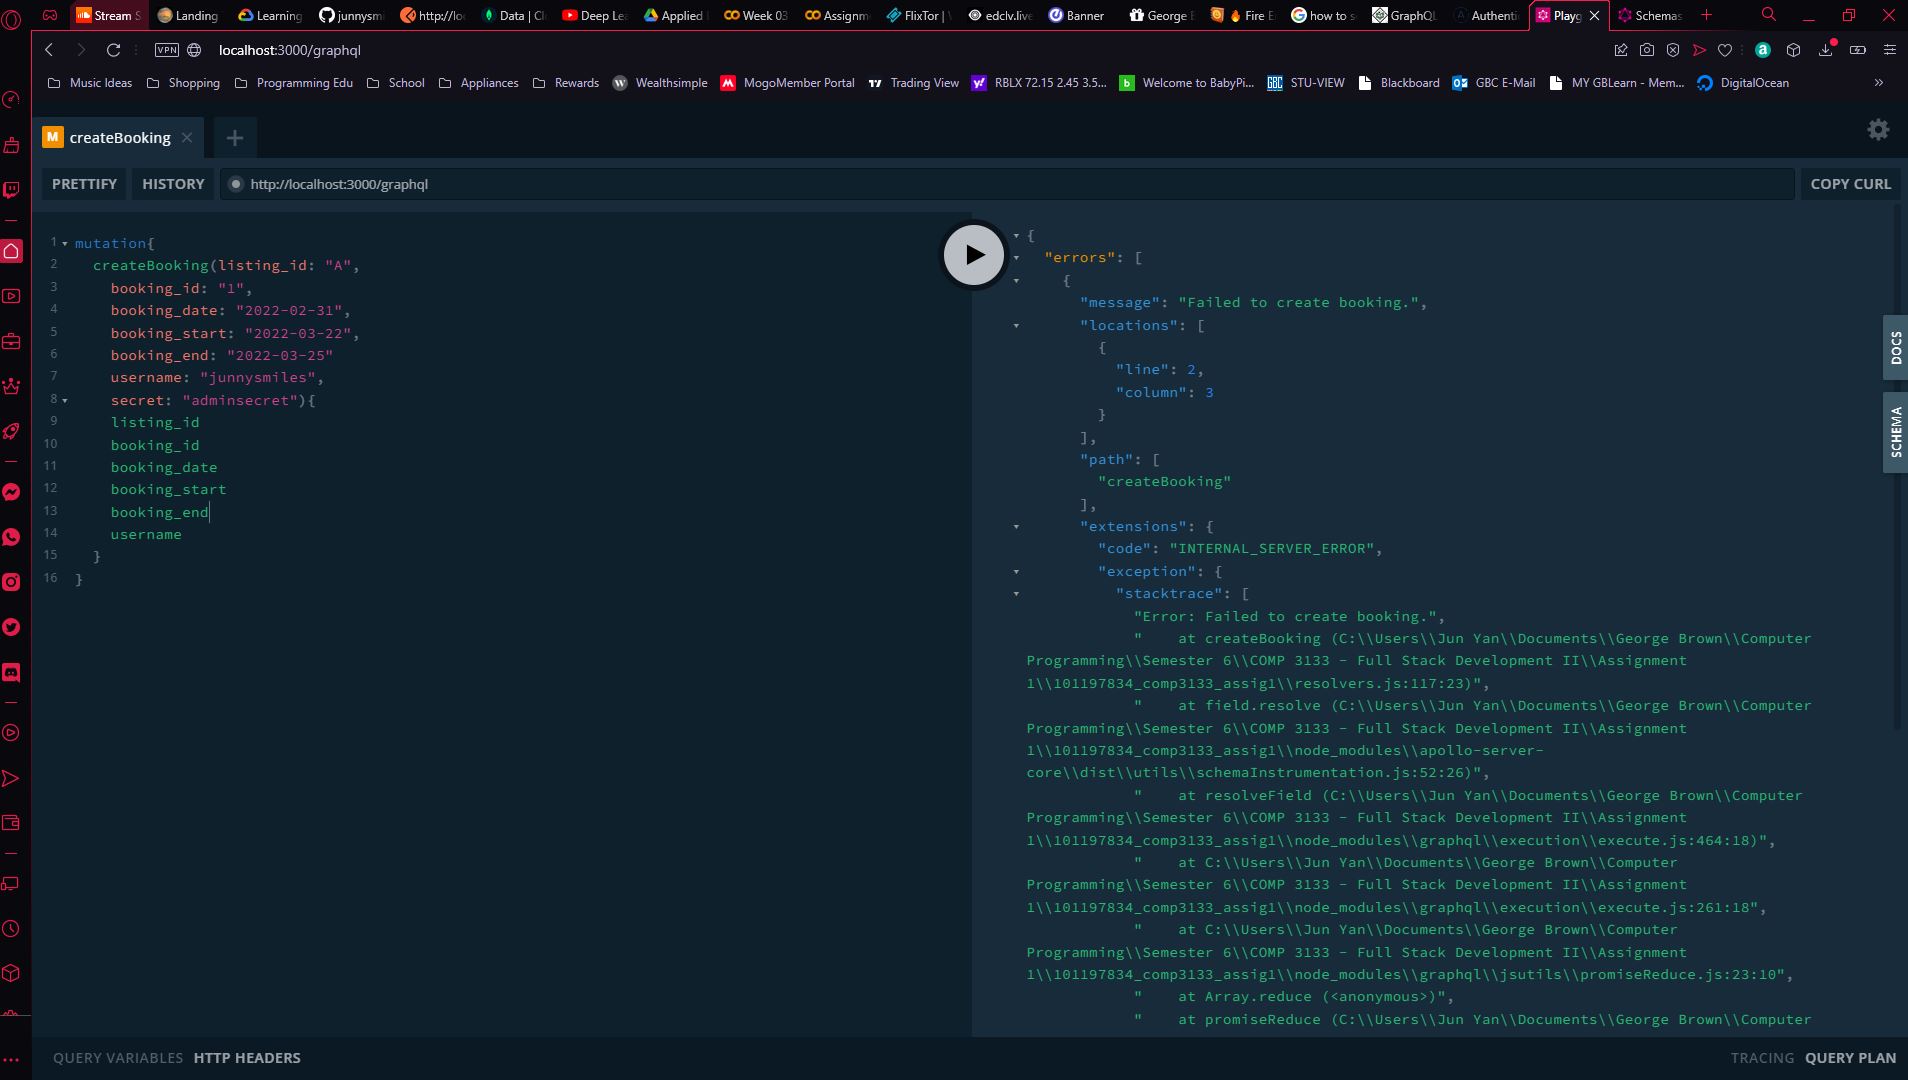 Stream S
Landing
Learning
junnysm
http://lo
Data | Cl
Deep Le
Applied
Week 03
Assignm
FlixTor | 
edclv.live
Banner
George B
Fire E
how to s
GraphQL
Authenti
Playg
Schemas
VPN
localhost:3000/graphql
Music Ideas
Shopping
Programming Edu
School
Appliances
Rewards
Wealthsimple
MogoMember Portal
Trading View
RBLX 72.15 2.45 3.5...
Welcome to BabyPi...
STU-VIEW
Blackboard
GBC E-Mail
MY GBLearn - Mem...
DigitalOcean
»
M createBooking
PRETTIFY
HISTORY
http://localhost:3000/graphql
COPY CURL
1 mutation{
2 createBooking(listing_id: "A",
3 booking_id: "1",
4 booking_date: "2022-02-31",
5 booking_start: "2022-03-22",
6 booking_end: "2022-03-25"
7 username: "junnysmiles",
8 secret: "adminsecret"){
9 listing_id
10 booking_id
11 booking_date
12 booking_start
13 booking_end
14 username
15 }
16 }
{
"errors": [
{
"message": "Failed to create booking.",
"locations": [
{
"line": 2,
"column": 3
}
],
"path": [
"createBooking"
],
"extensions": {
"code": "INTERNAL_SERVER_ERROR",
"exception": {
"stacktrace": [
"Error: Failed to create booking.",
"    at createBooking (C:\\Users\\Jun Yan\\Documents\\George Brown\\Computer
Programming\\Semester 6\\COMP 3133 - Full Stack Development II\\Assignment
1\\101197834_comp3133_assig1\\resolvers.js:117:23)",
"    at field.resolve (C:\\Users\\Jun Yan\\Documents\\George Brown\\Computer
Programming\\Semester 6\\COMP 3133 - Full Stack Development II\\Assignment
1\\101197834_comp3133_assig1\\node_modules\\apollo-server-
core\\dist\\utils\\schemaInstrumentation.js:52:26)",
"    at resolveField (C:\\Users\\Jun Yan\\Documents\\George Brown\\Computer
Programming\\Semester 6\\COMP 3133 - Full Stack Development II\\Assignment
1\\101197834_comp3133_assig1\\node_modules\\graphql\\execution\\execute.js:464:18)",
"    at C:\\Users\\Jun Yan\\Documents\\George Brown\\Computer
Programming\\Semester 6\\COMP 3133 - Full Stack Development II\\Assignment
1\\101197834_comp3133_assig1\\node_modules\\graphql\\execution\\execute.js:261:18",
"    at C:\\Users\\Jun Yan\\Documents\\George Brown\\Computer
Programming\\Semester 6\\COMP 3133 - Full Stack Development II\\Assignment
1\\101197834_comp3133_assig1\\node_modules\\graphql\\jsutils\\promiseReduce.js:23:10",
"    at Array.reduce (<anonymous>)",
"    at promiseReduce (C:\\Users\\Jun Yan\\Documents\\George Brown\\Computer
DOCS
SCHEMA
QUERY VARIABLES
HTTP HEADERS
TRACING
QUERY PLAN